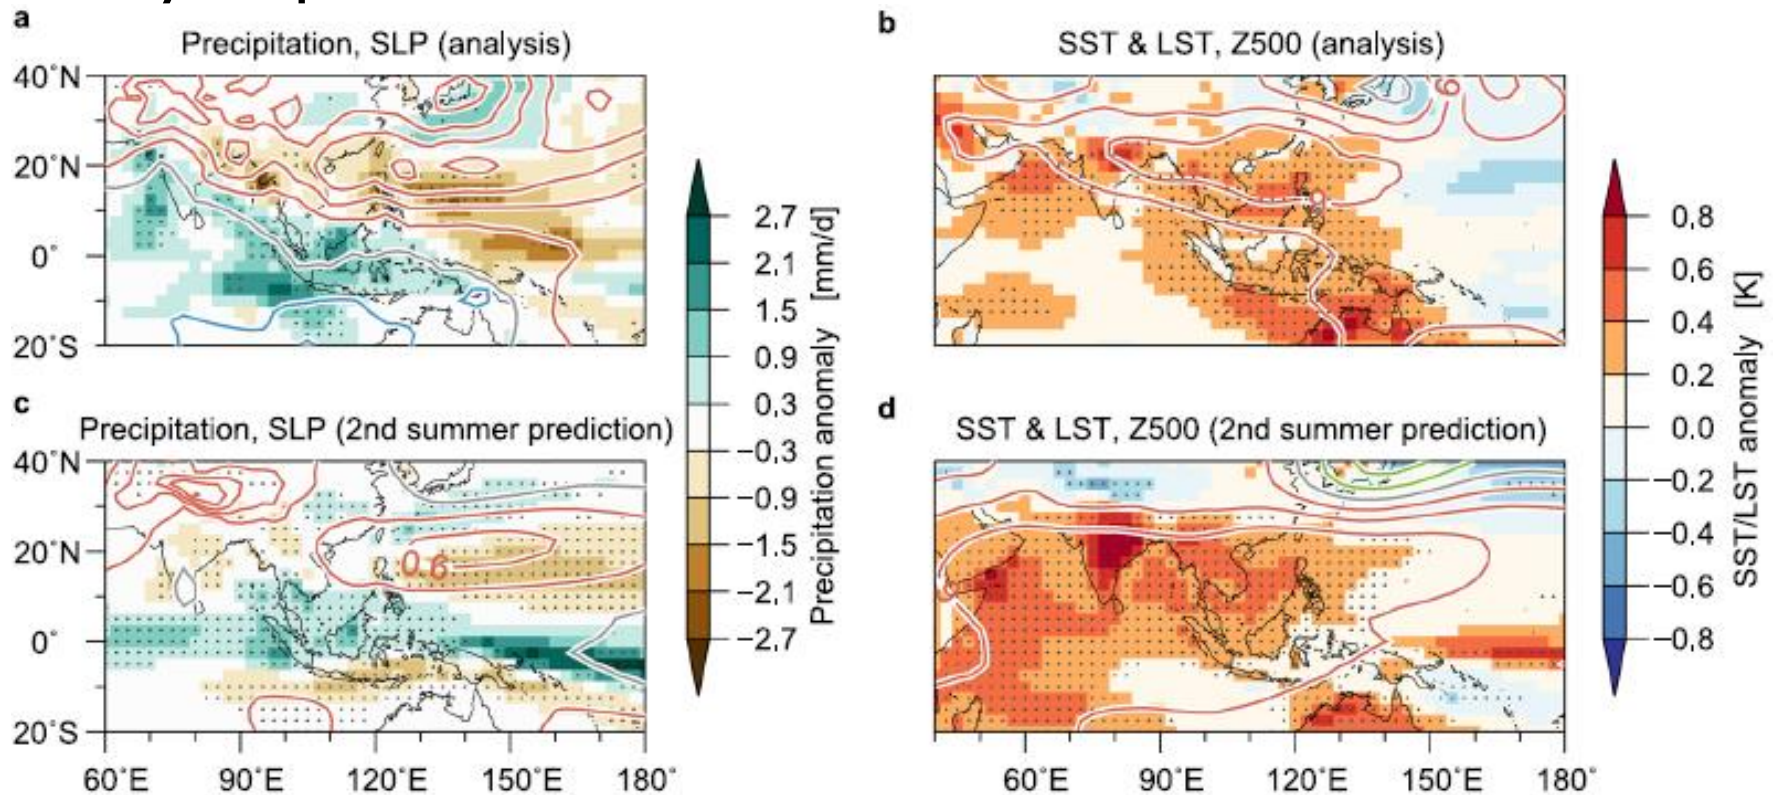 a
Precipitation, SLP (analysis)
40°N
20°N
0°
20°S
b
SST & LST, Z500 (analysis)
6
9
2.7
2.1
1.5
0.9
0.3
−0.3
−0.9
−1.5
−2.1
−2.7
Precipitation anomaly [mm/d]
0.8
0.6
0.4
0.2
0.0
−0.2
−0.4
−0.6
−0.8
SST/LST anomaly [K]
c
Precipitation, SLP (2nd summer prediction)
40°N
20°N
0°
20°S
0.6
60°E 90°E 120°E 150°E 180°
d
SST & LST, Z500 (2nd summer prediction)
60°E 90°E 120°E 150°E 180°